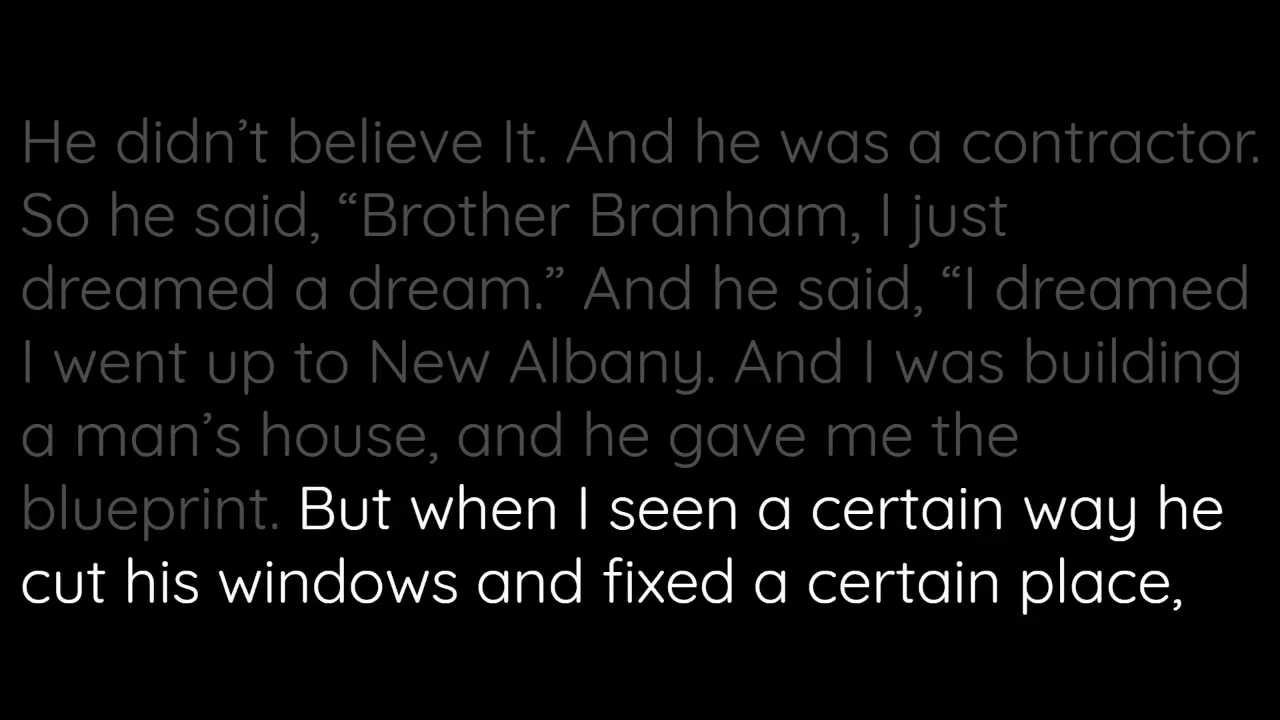 He didn’t believe It. And he was a contractor.
So he said, “Brother Branham, I just
dreamed a dream.” And he said, “I dreamed
I went up to New Albany. And I was building
a man’s house, and he gave me the
blueprint. But when I seen a certain way he
cut his windows and fixed a certain place,